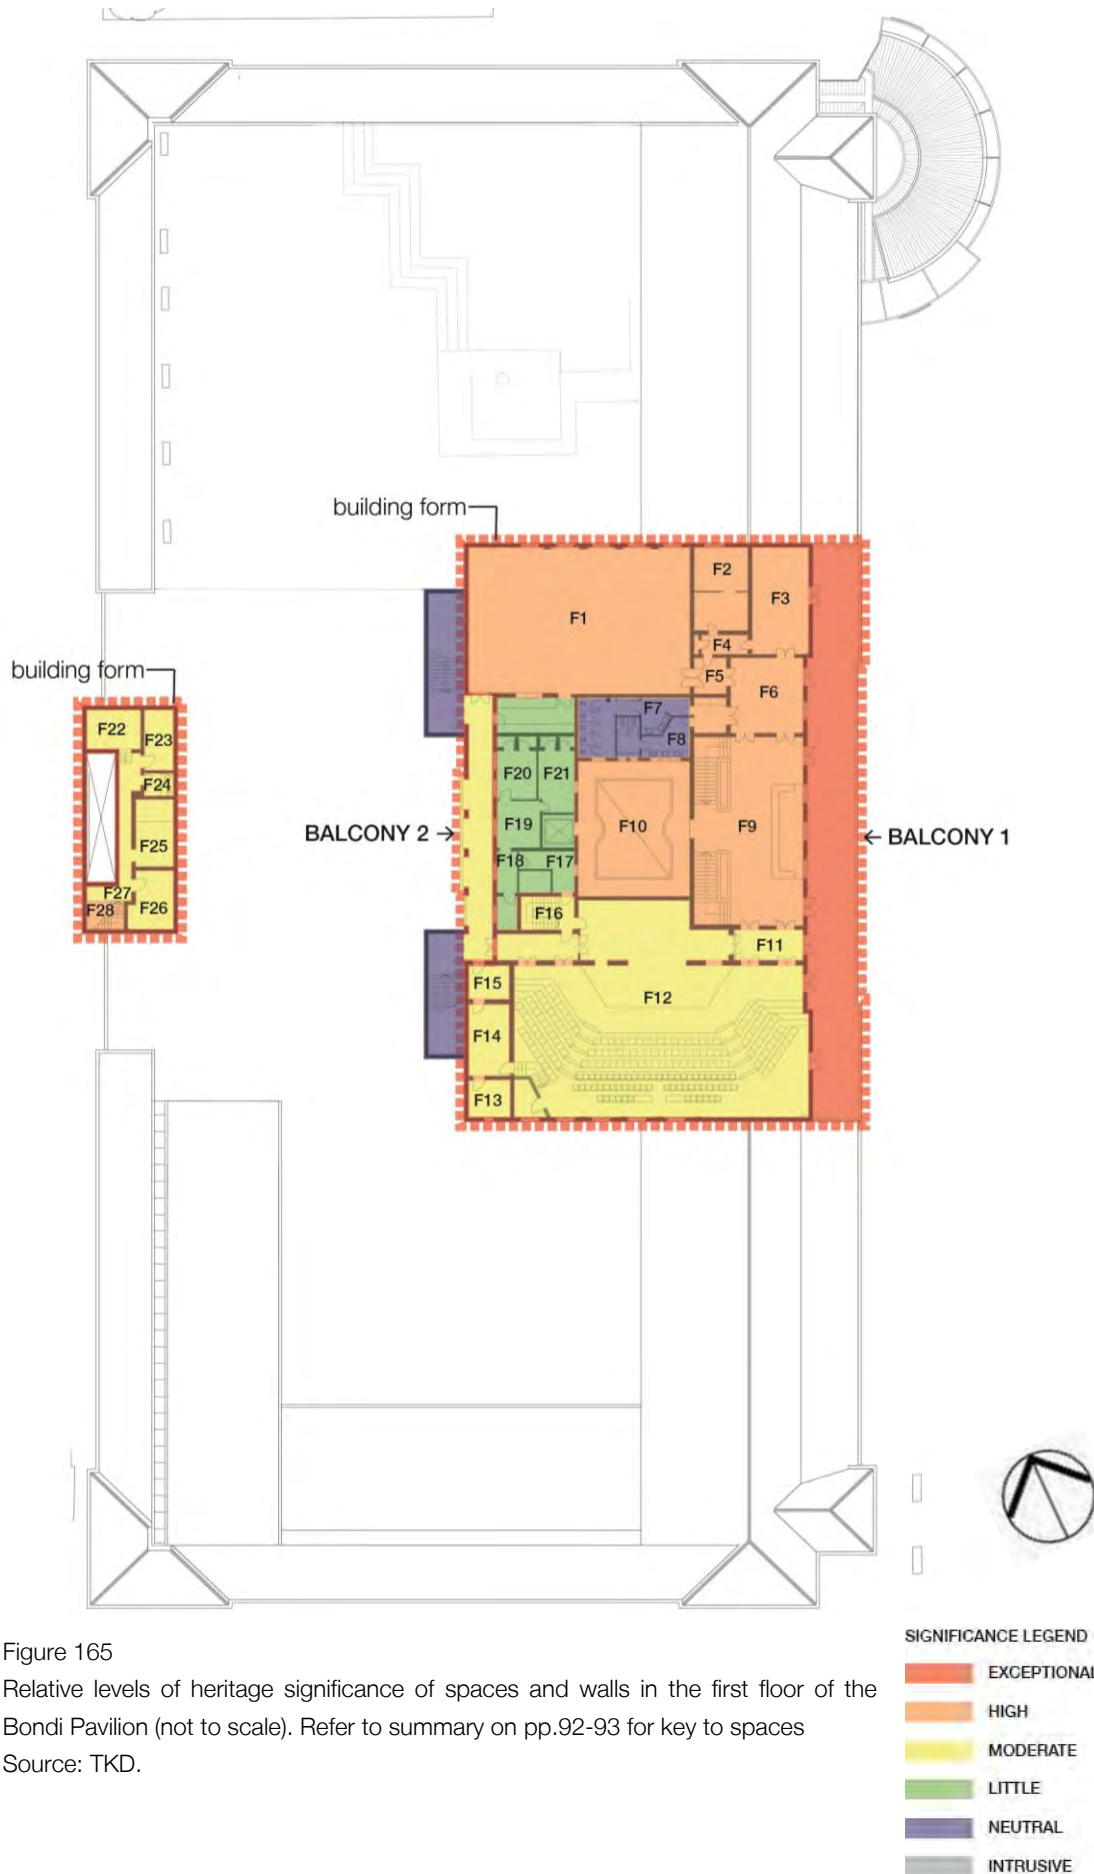 building form
F1
F2
F3
F4
F5
F6
building form
F7
F8
F22
F23
F24
F20
F21
F25
BALCONY 2 →
F19
F10
F9
← BALCONY 1
F18
F17
F27
F28
F26
F16
F11
F15
F12
F14
F13
Figure 165
Relative levels of heritage significance of spaces and walls in the first floor of the
Bondi Pavilion (not to scale). Refer to summary on pp.92-93 for key to spaces
Source: TKD.
SIGNIFICANCE LEGEND
EXCEPTIONAL
HIGH
MODERATE
LITTLE
NEUTRAL
INTRUSIVE